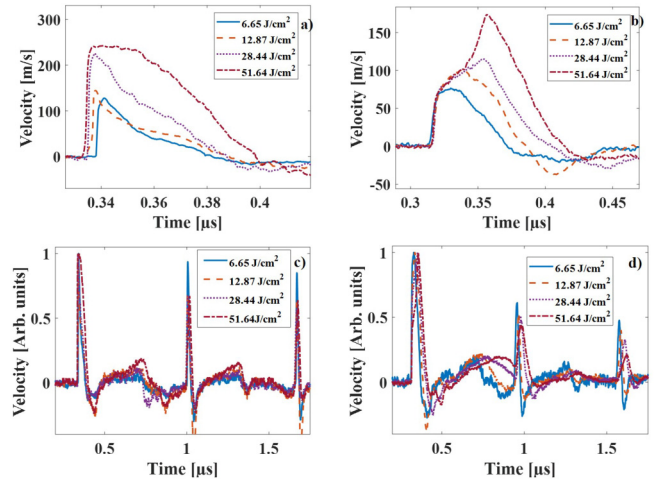 a)
6.65 J/cm2
12.87 J/cm2
28.44 J/cm2
51.64 J/cm2
300
200
100
0
Velocity [m/s]
0.34
0.36
0.38
0.4
Time [µs]
b)
6.65 J/cm2
12.87 J/cm2
28.44 J/cm2
51.64 J/cm2
150
100
50
0
-50
Velocity [m/s]
0.3
0.35
0.4
0.45
Time [µs]
c)
6.65 J/cm2
12.87 J/cm2
28.44 J/cm2
51.64J/cm2
1
0.5
0
Velocity [Arb. units]
0.5
1
1.5
Time [µs]
d)
6.65 J/cm2
12.87 J/cm2
28.44 J/cm2
51.64 J/cm2
1
0.5
0
Velocity [Arb. units]
0.5
1
1.5
Time [µs]